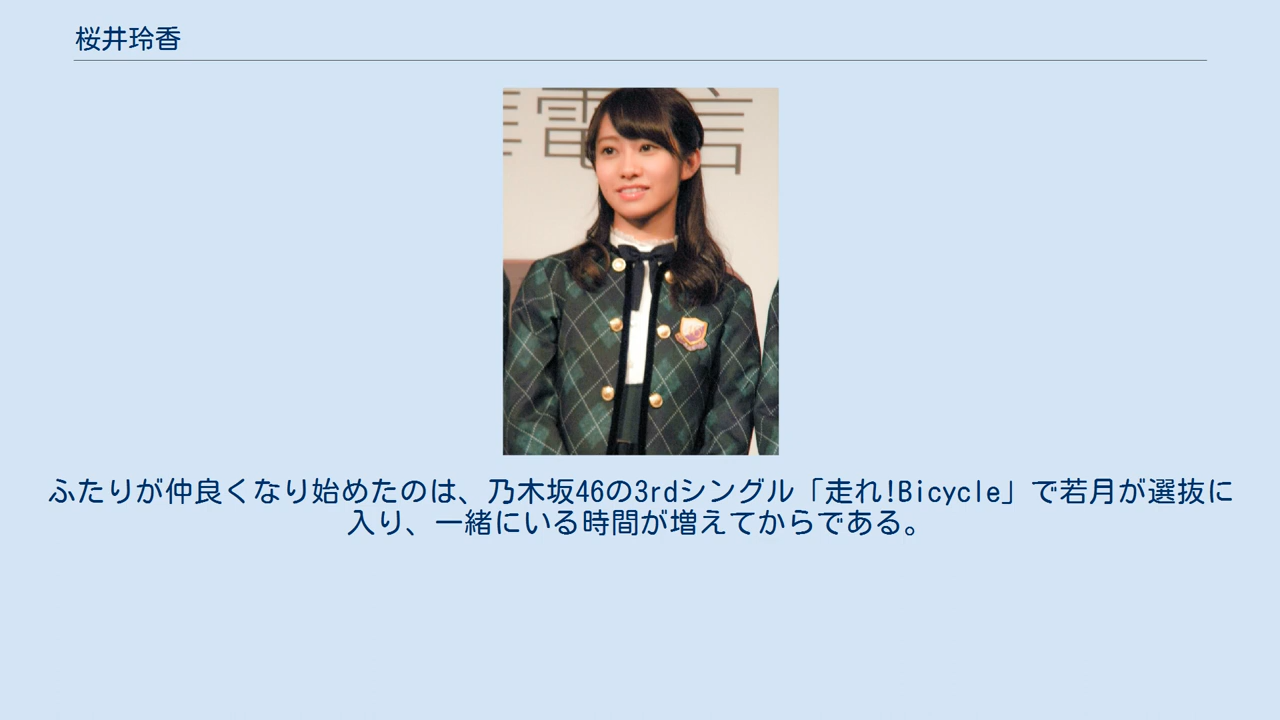 桜井玲香
電信
ふたりが仲良くなり始めたのは、乃木坂46の3rdシングル「走れ!Bicycle」で若月が選抜に
入り、一緒にいる時間が増えてからである。